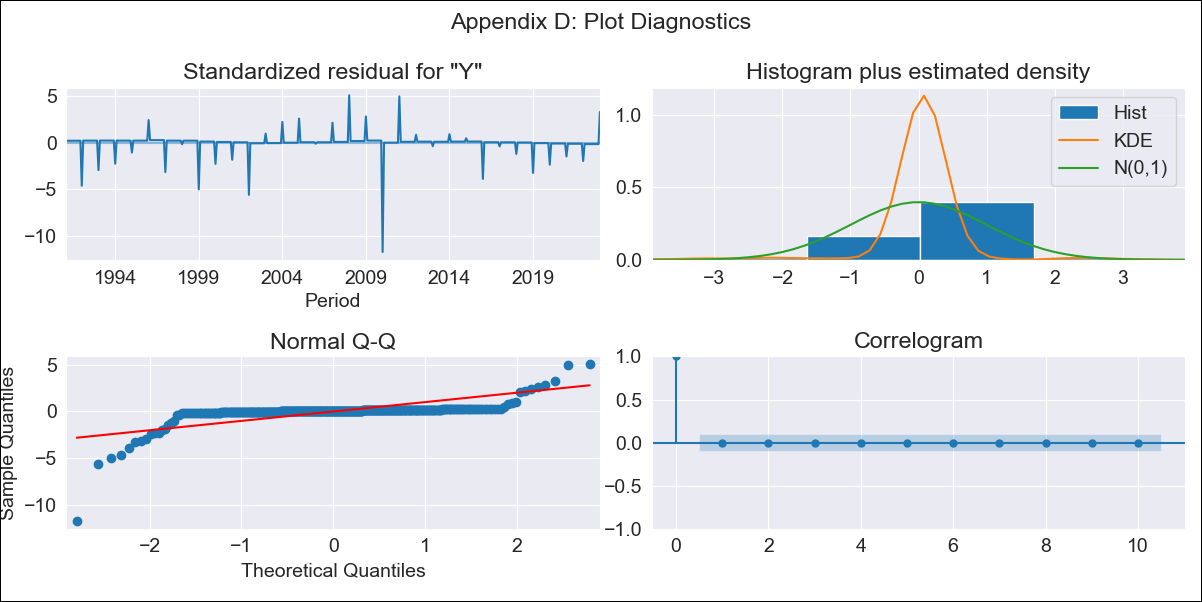 Appendix D: Plot Diagnostics
Standardized residual for "Y"
5
0
−5
−10
1994 1999 2004 2009 2014 2019
Period
Histogram plus estimated density
1.0
0.5
0.0
Hist
KDE
N(0,1)
−3 −2 −1 0 1 2 3
Normal Q-Q
Sample Quantiles
5
0
−5
−10
−2 −1 0 1 2
Theoretical Quantiles
Correlogram
1.0
0.5
0.0
−0.5
−1.0
0 2 4 6 8 10